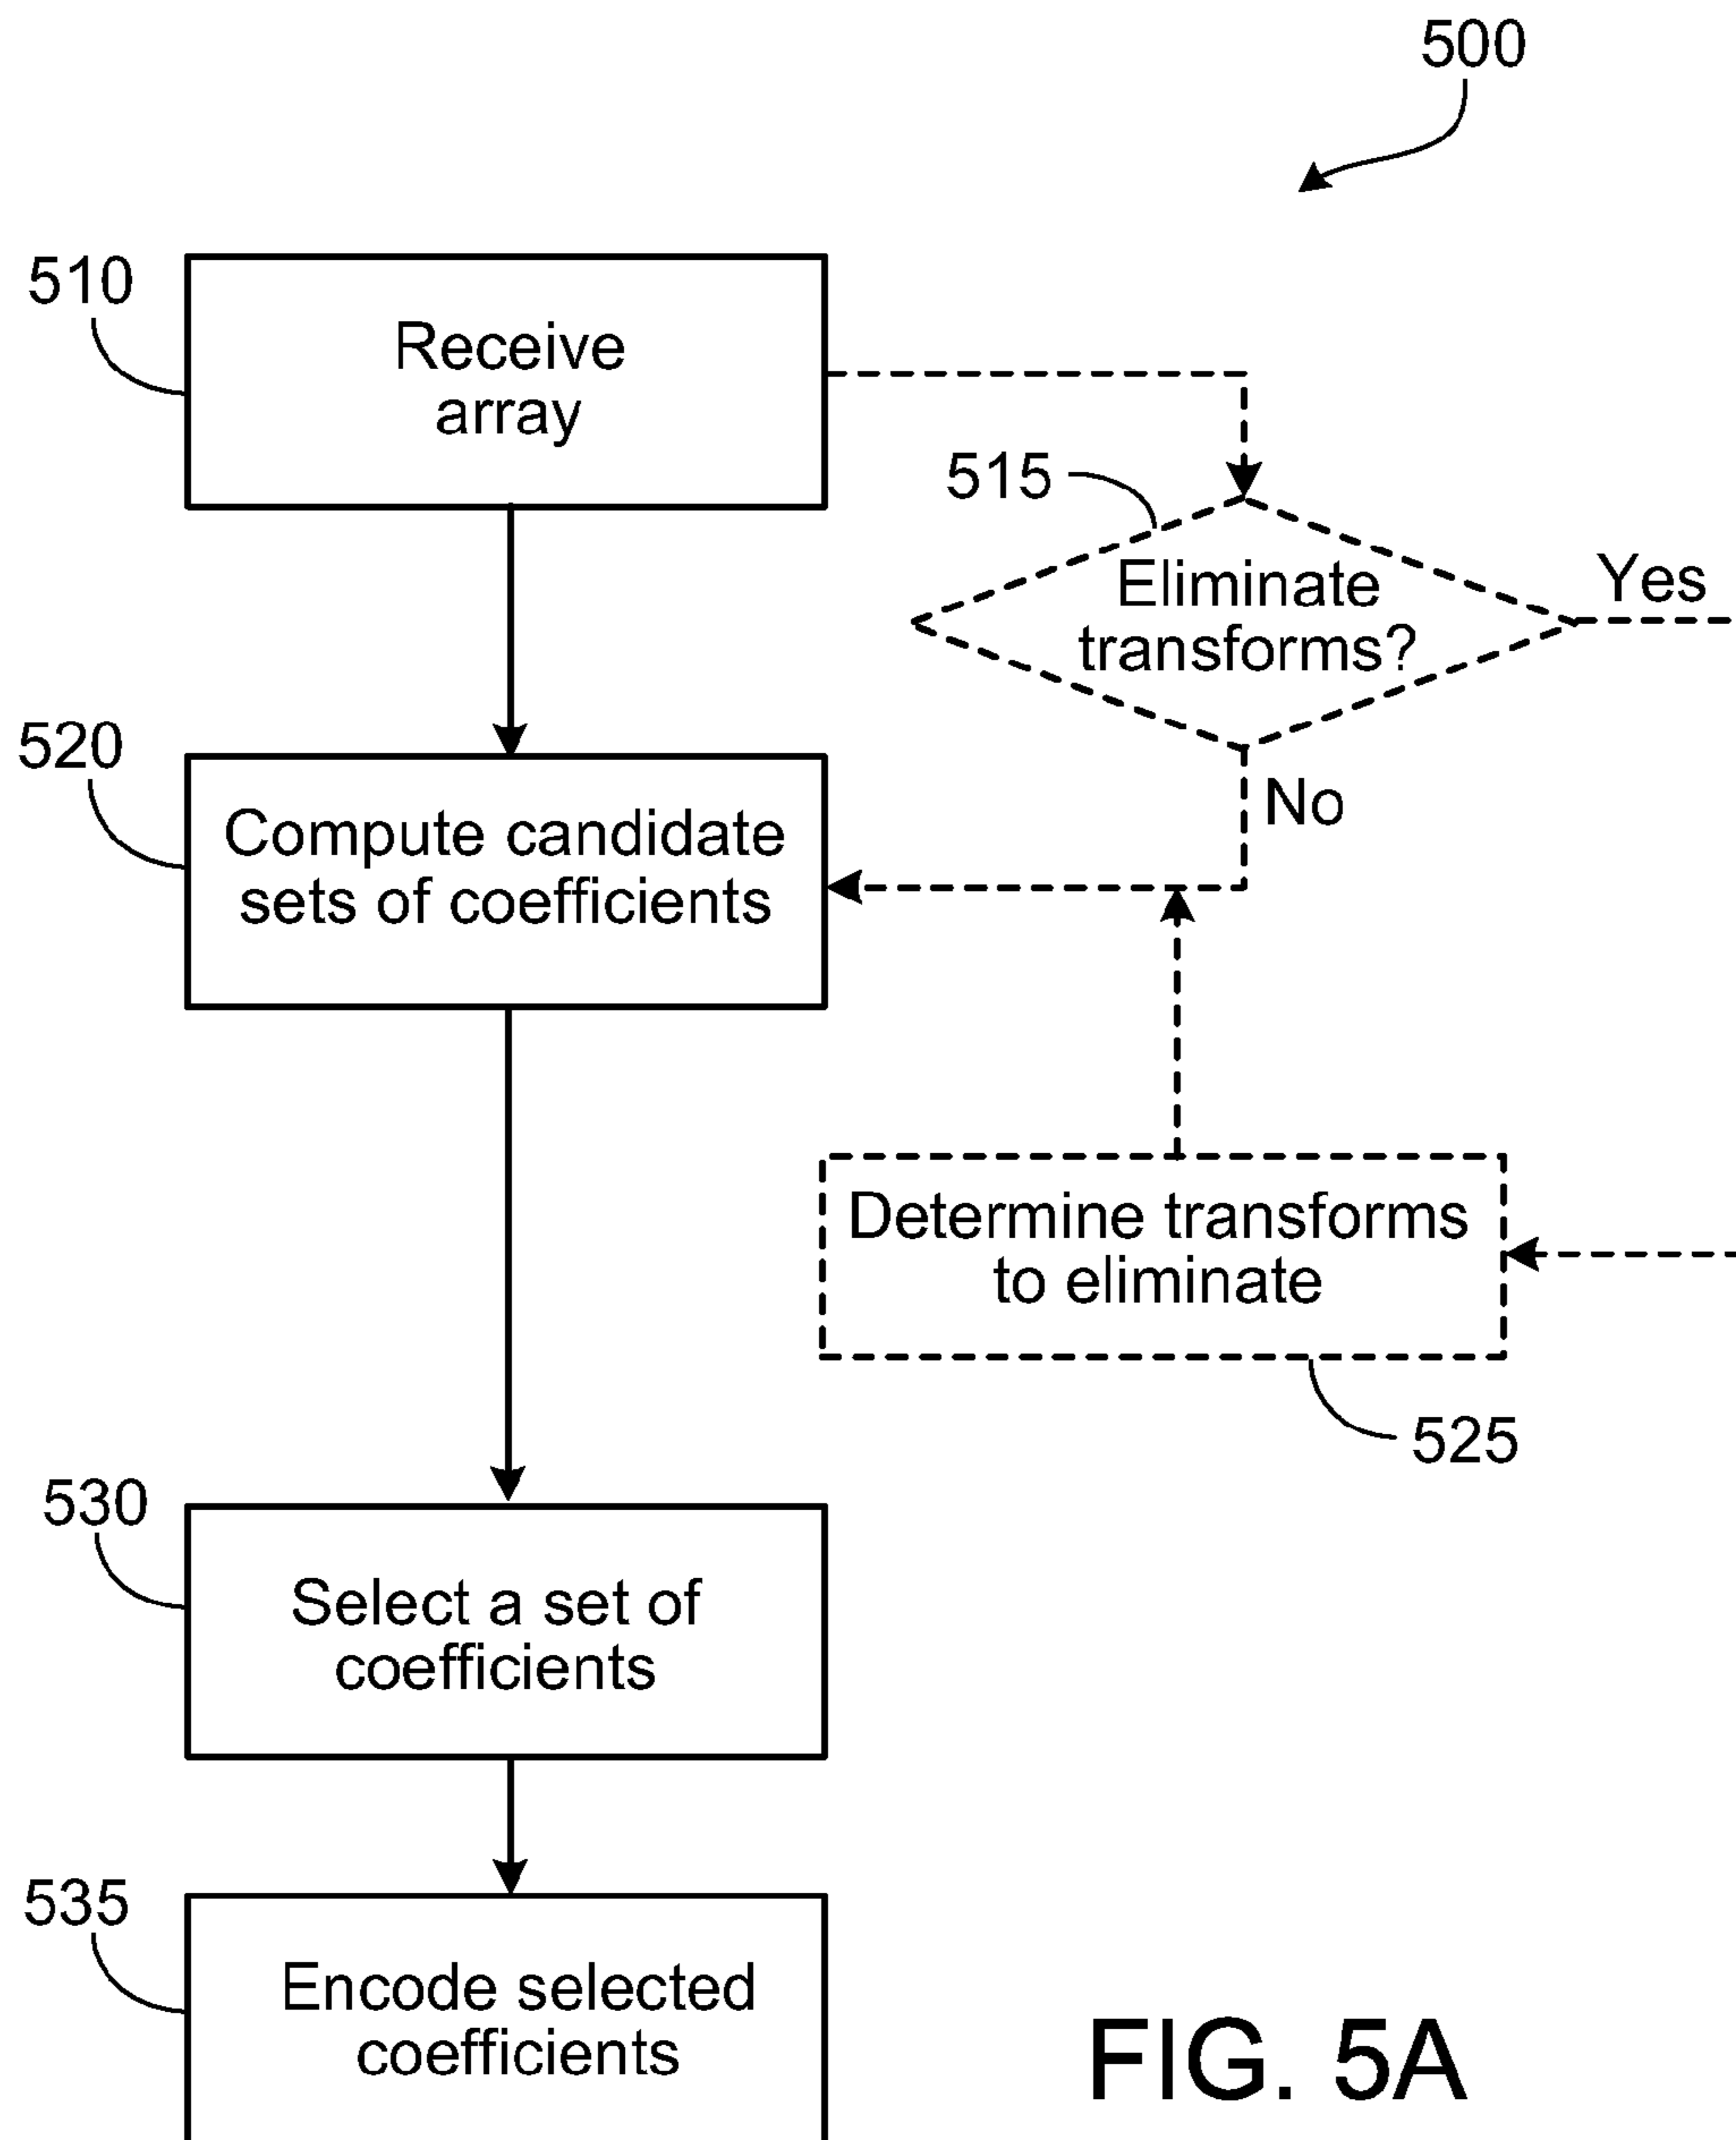 500
510
Receive
array
515
Eliminate
transforms?
Yes
No
520
Compute candidate
sets of coefficients
Determine transforms
to eliminate
525
530
Select a set of
coefficients
535
Encode selected
coefficients
FIG. 5A